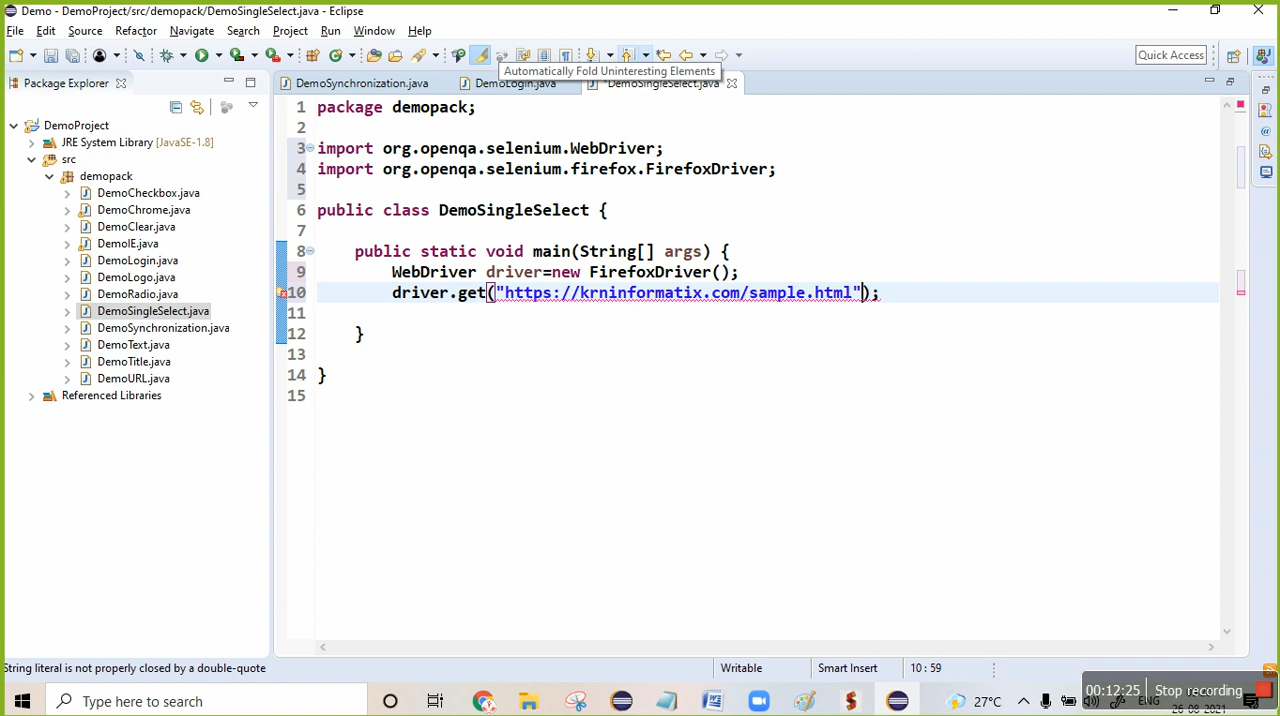 Demo - DemoProject/src/demopack/DemoSingleSelect.java - Eclipse
File Edit Source Refactor Navigate Search Project Run Window Help
Quick Access
Automatically Fold Uninteresting Elements
Package Explorer
DemoSynchronization.java DemoLogin.java *DemoSingleSelect.java
DemoProject
JRE System Library [JavaSE-1.8]
src
demopack
DemoCheckbox.java
DemoChrome.java
DemoClear.java
DemoIE.java
DemoLogin.java
DemoLogo.java
DemoRadio.java
DemoSingleSelect.java
DemoSynchronization.java
DemoText.java
DemoTitle.java
DemoURL.java
Referenced Libraries
1 package demopack;
2
3 import org.openqa.selenium.WebDriver;
4 import org.openqa.selenium.firefox.FirefoxDriver;
5
6 public class DemoSingleSelect {
7
8 public static void main(String[] args) {
9 WebDriver driver=new FirefoxDriver();
10 driver.get("https://krninformatix.com/sample.html");
11
12 }
13
14 }
15
String literal is not properly closed by a double-quote
Writable Smart Insert 10 : 59
00:12:25 Stop recording
Type here to search
27°C ENG
26-08-2021